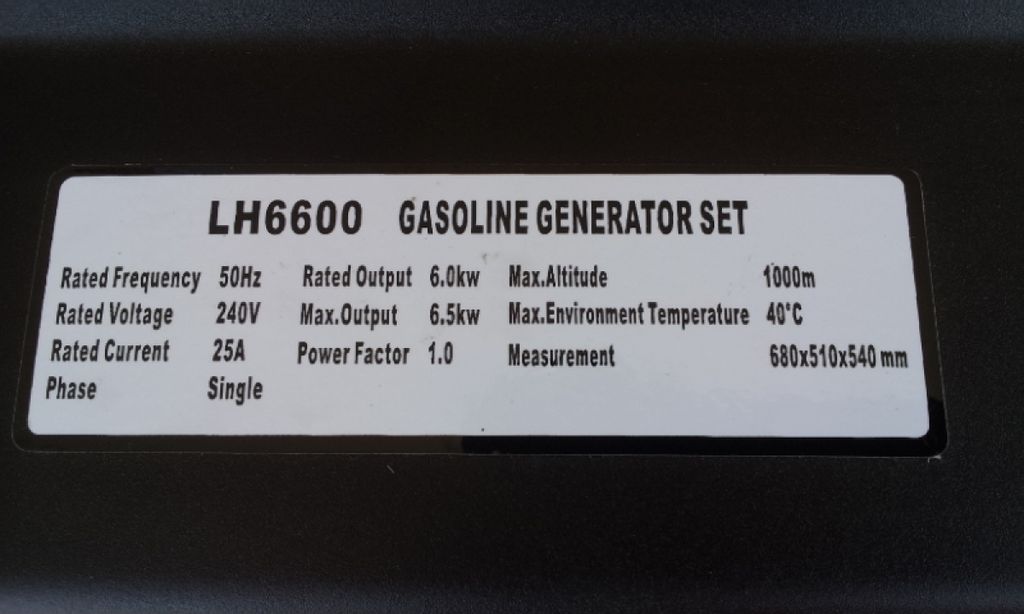 LH6600 GASOLINE GENERATOR SET
Rated Frequency 50Hz Rated Output 6.0kw Max.Altitude 1000m
Rated Voltage 240V Max.Output 6.5kw Max.Environment Temperature 40°C
Rated Current 25A Power Factor 1.0 Measurement 680x510x540 mm
Phase Single